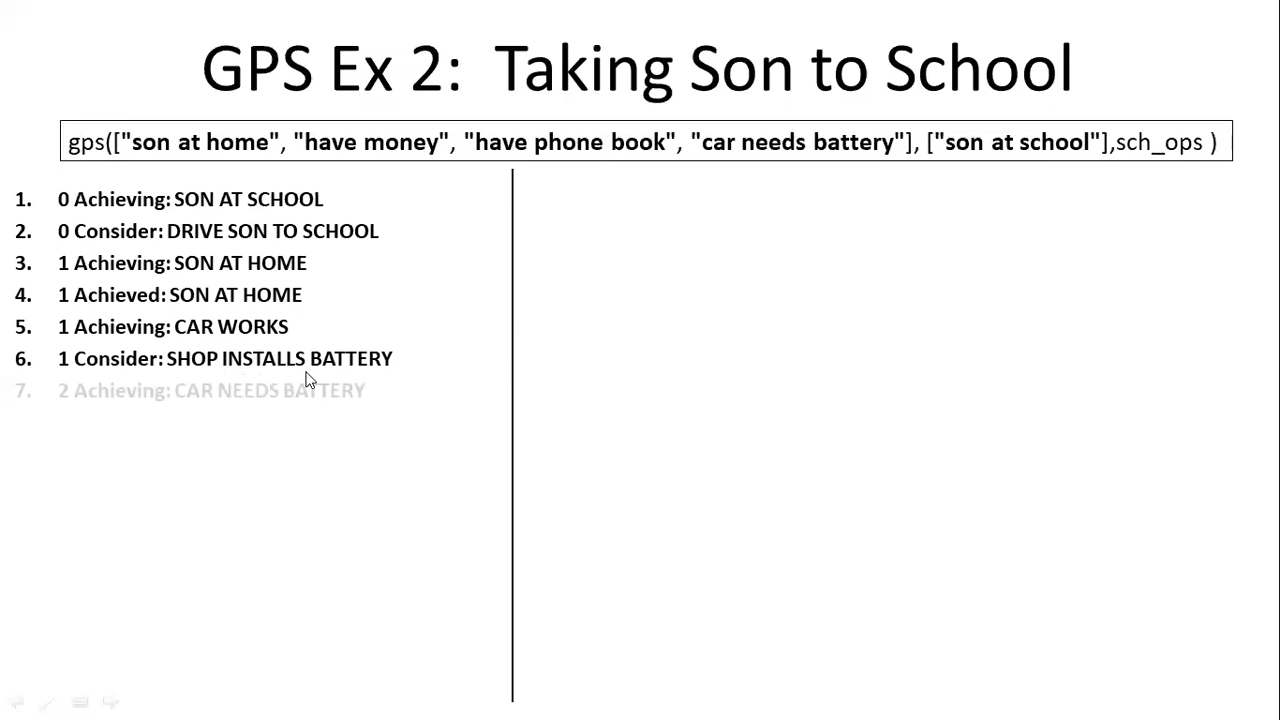 GPS Ex 2: Taking Son to School
gps(["son at home", "have money", "have phone book", "car needs battery"], ["son at school"],sch_ops )
1. 0 Achieving: SON AT SCHOOL
2. 0 Consider: DRIVE SON TO SCHOOL
3. 1 Achieving: SON AT HOME
4. 1 Achieved: SON AT HOME
5. 1 Achieving: CAR WORKS
6. 1 Consider: SHOP INSTALLS BATTERY
7. 2 Achieving: CAR NEEDS BATTERY